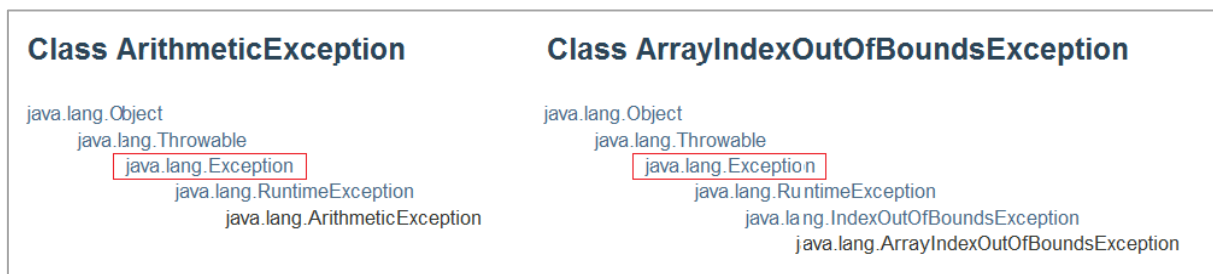 Class ArithmeticException
java.lang.Object
java.lang.Throwable
java.lang.Exception
java.lang.RuntimeException
java.lang.ArithmeticException
Class ArrayIndexOutOfBoundsException
java.lang.Object
java.lang.Throwable
java.lang.Exception
java.lang.RuntimeException
java.lang.IndexOutOfBoundsException
java.lang.ArrayIndexOutOfBoundsException